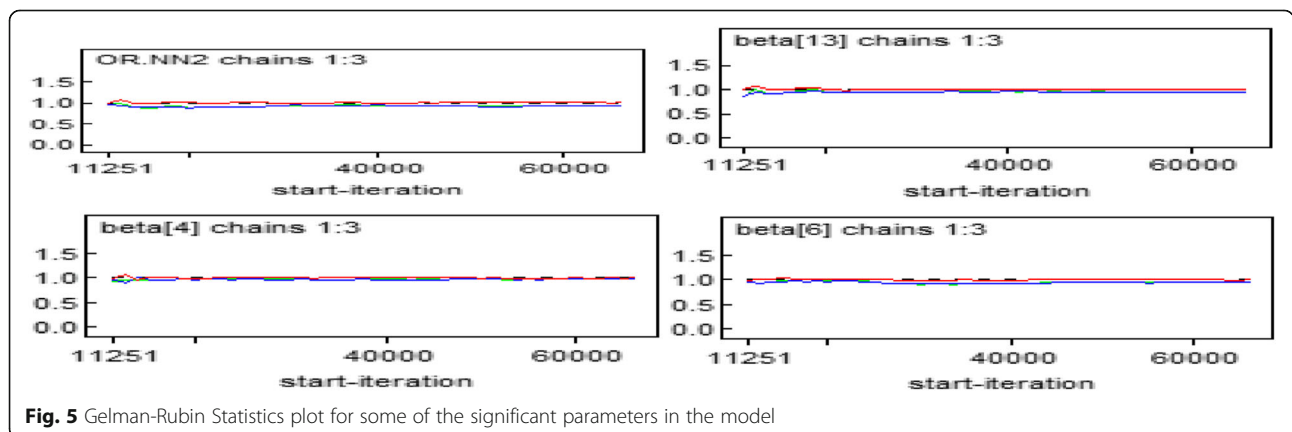 OR.NN2 chains 1:3
1.5
1.0
0.5
0.0
11251 40000 60000
start-iteration
beta[13] chains 1:3
1.5
1.0
0.5
0.0
11251 40000 60000
start-iteration
beta[4] chains 1:3
1.5
1.0
0.5
0.0
11251 40000 60000
start-iteration
beta[6] chains 1:3
1.5
1.0
0.5
0.0
11251 40000 60000
start-iteration
Fig. 5 Gelman-Rubin Statistics plot for some of the significant parameters in the model